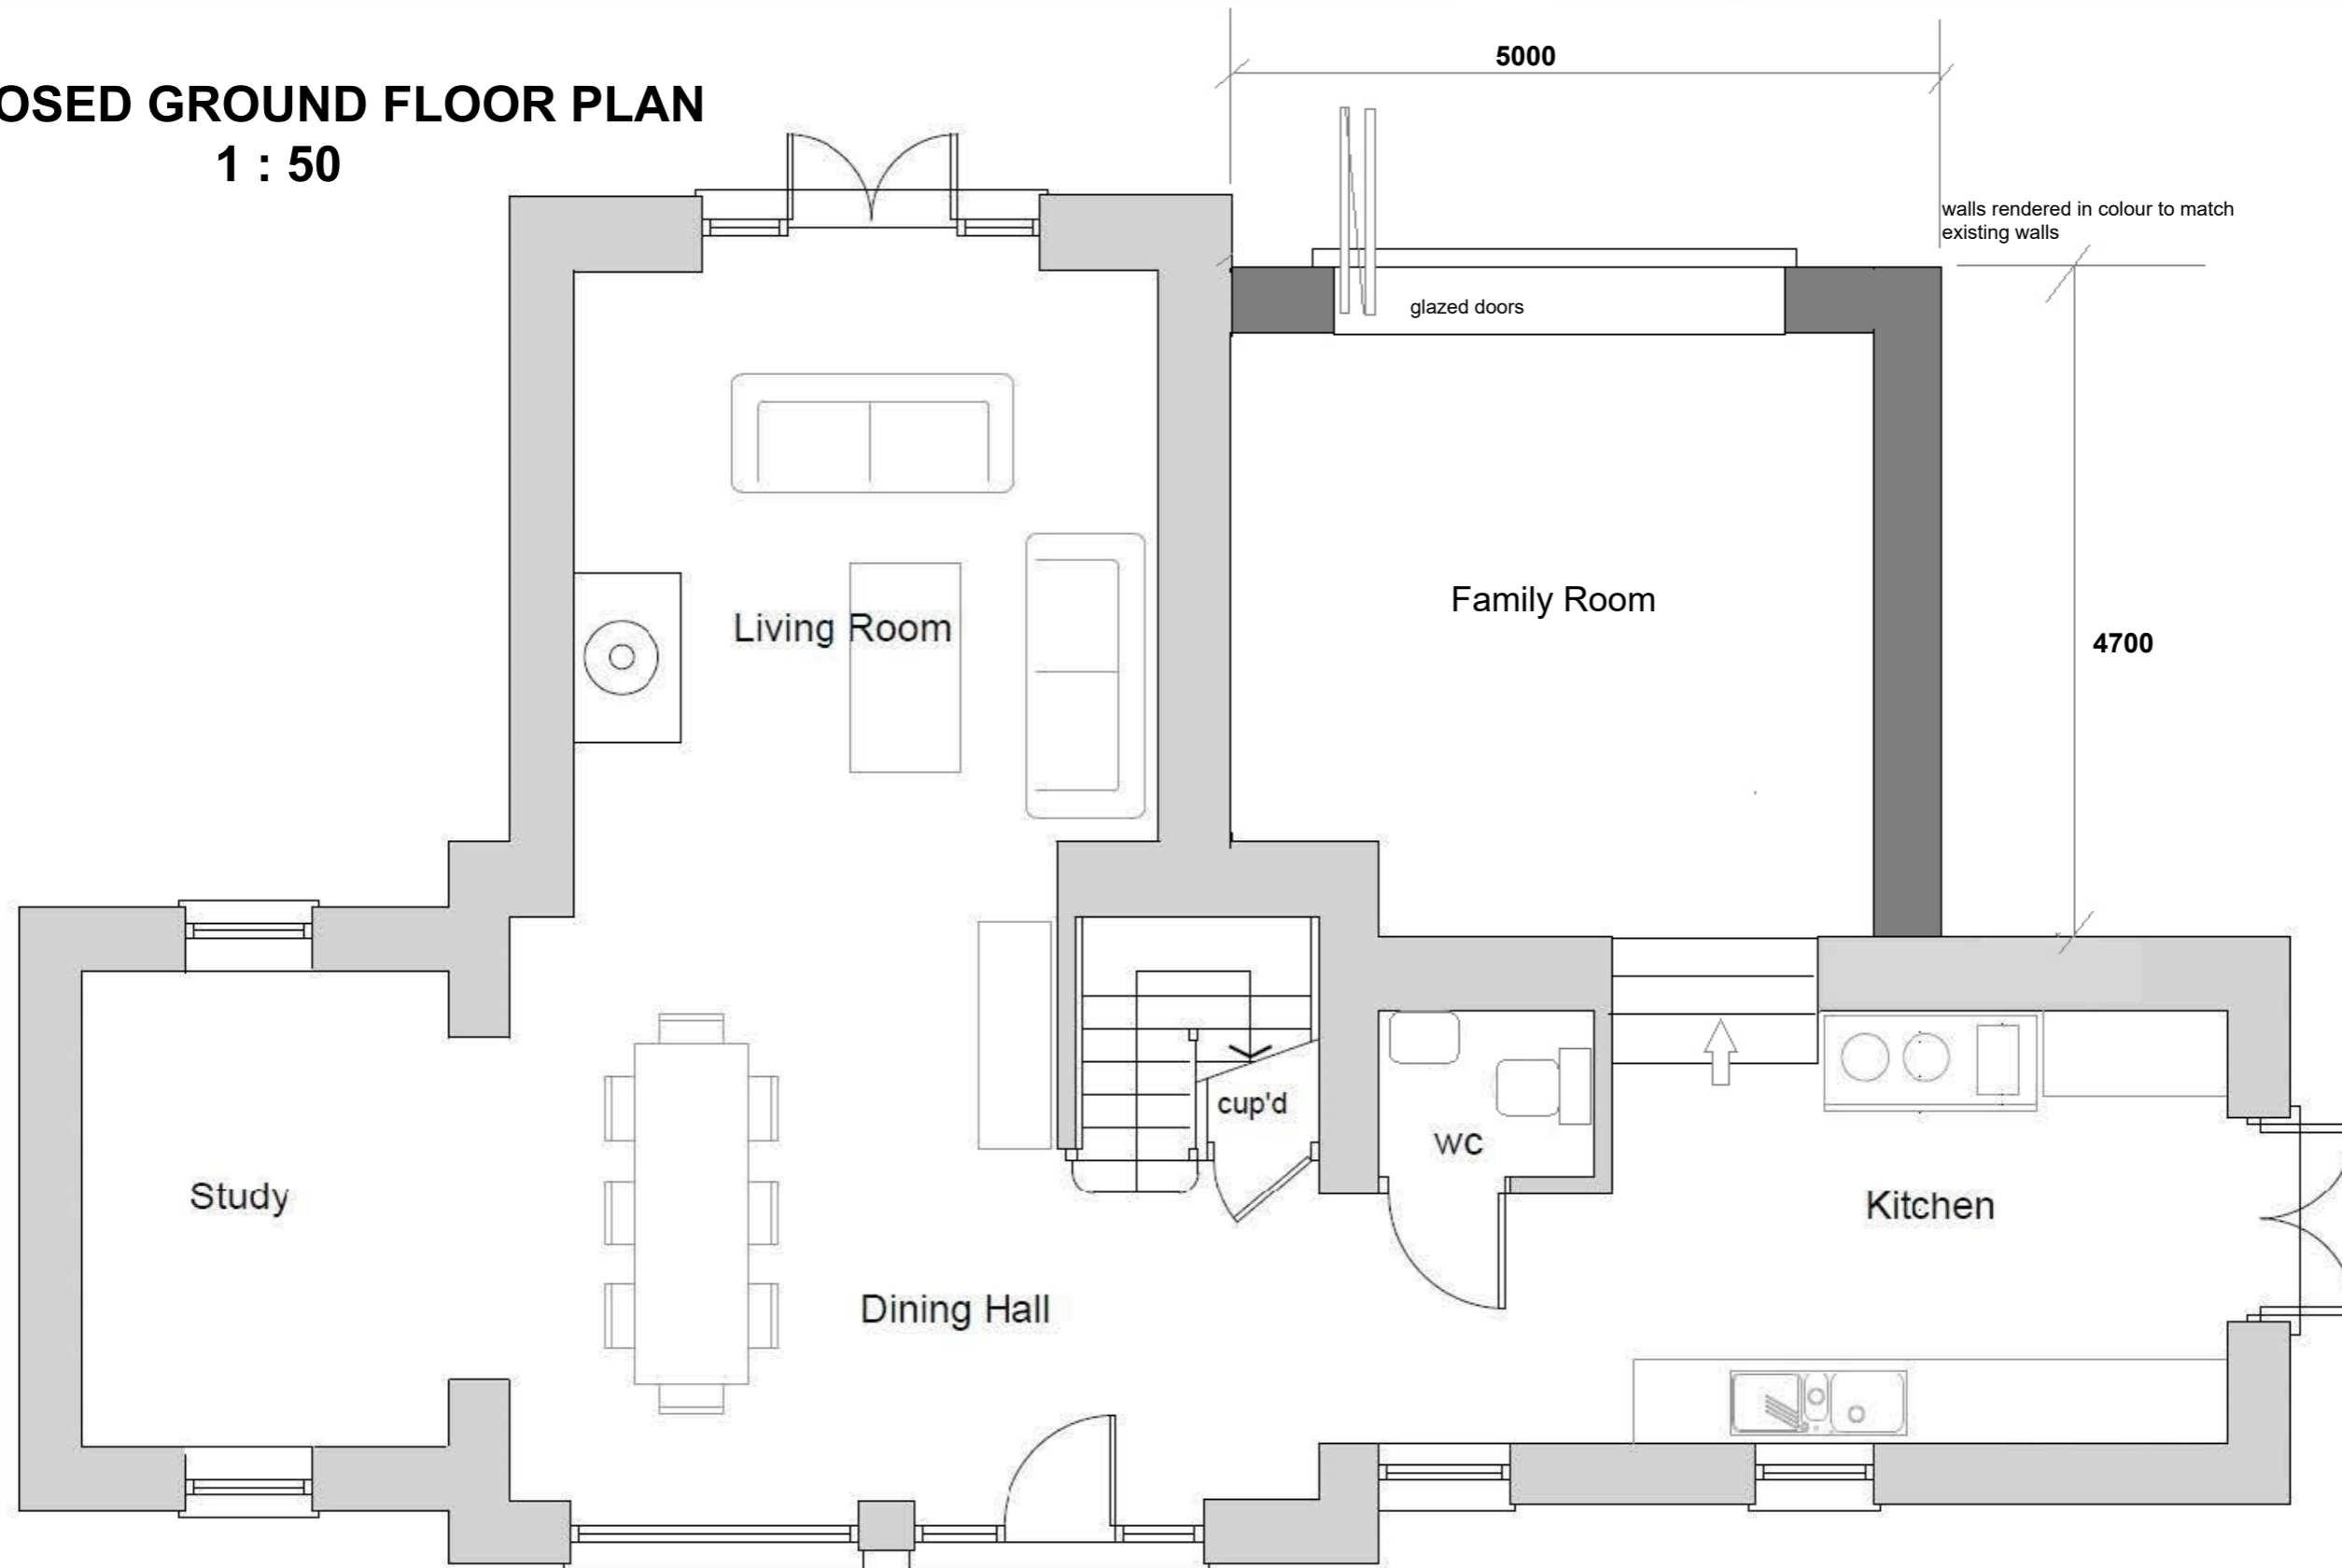 OSED GROUND FLOOR PLAN
1 : 50
5000
walls rendered in colour to match
existing walls
glazed doors
Family Room
Living Room
4700
cup'd
wc
Study
Kitchen
Dining Hall